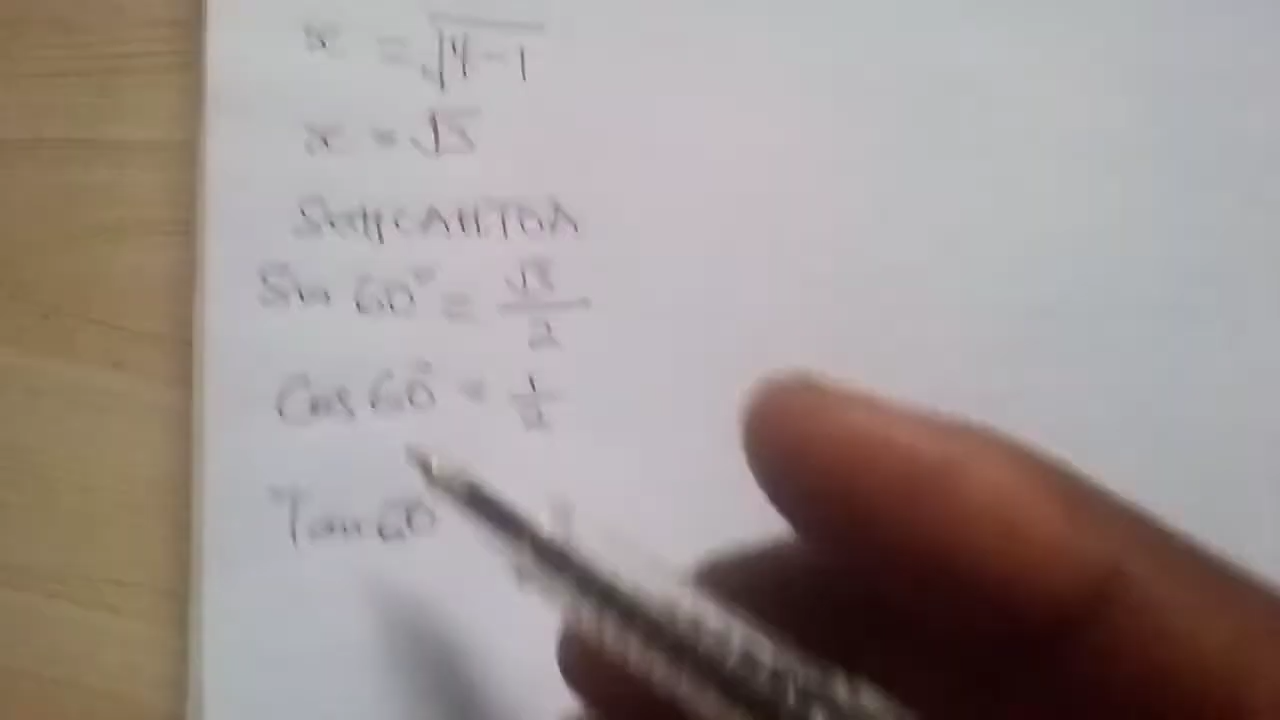 x = √4-1
x = √3
SOHCAHTOA
Sin 60° = √3/2
Cos 60° = 1/2
Tan 60